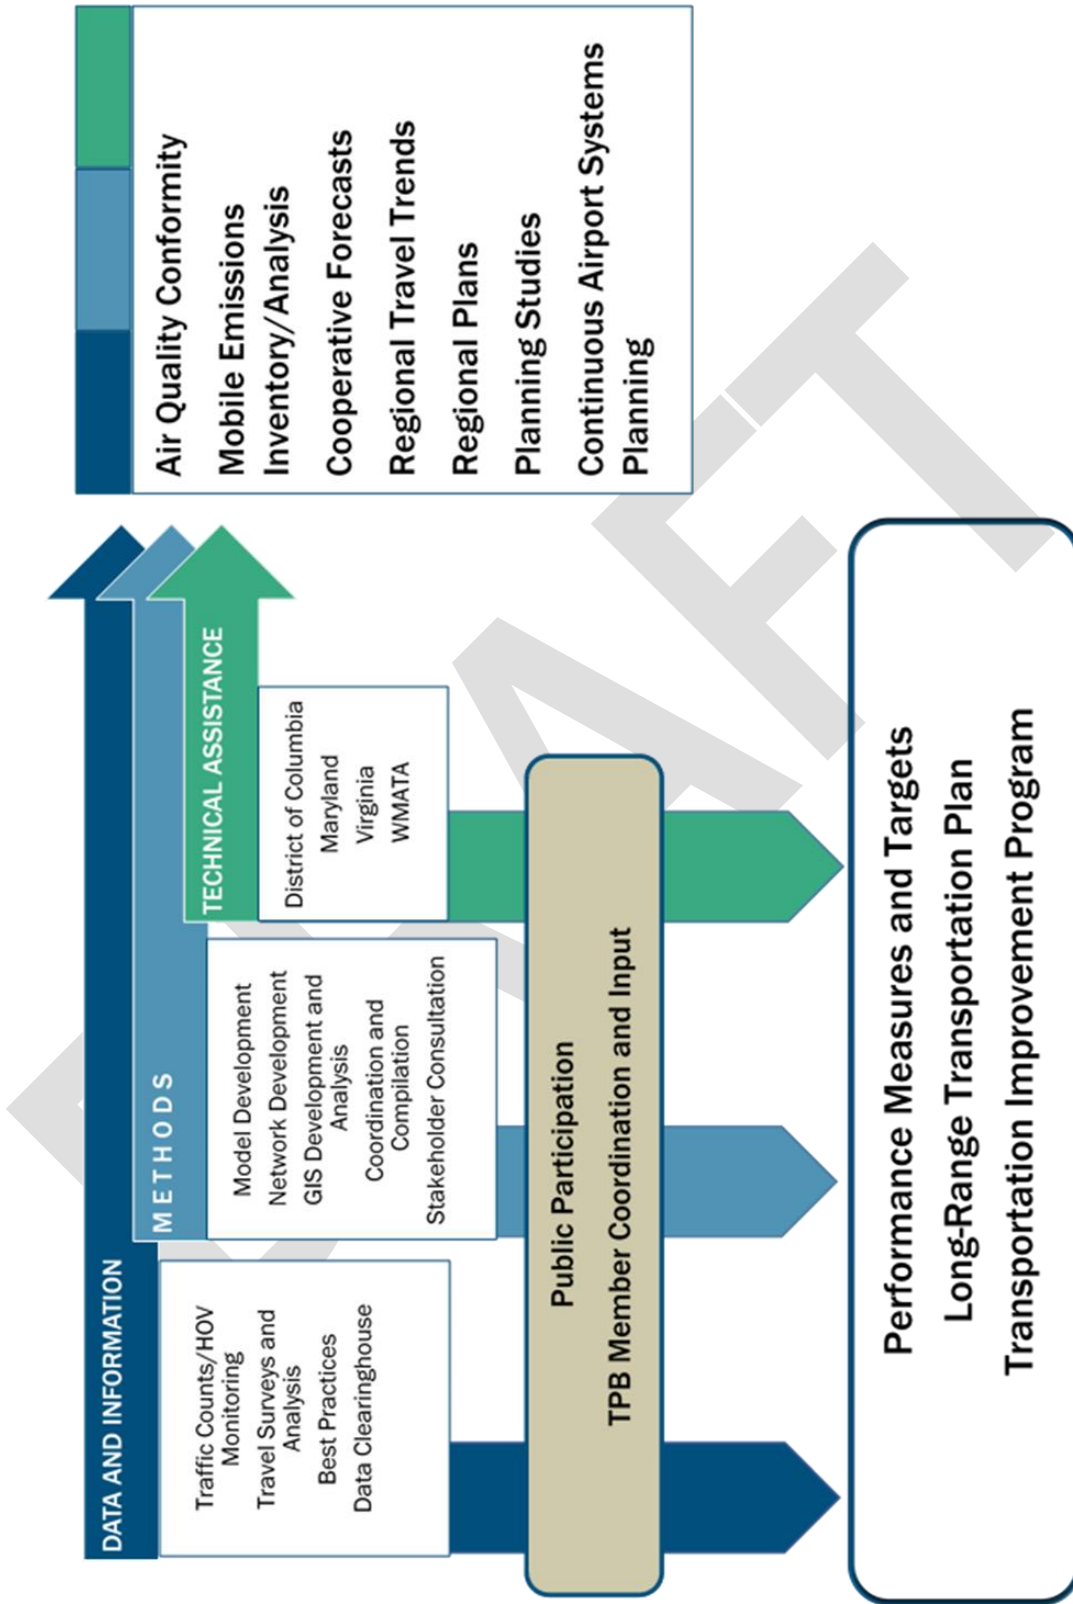 DATA AND INFORMATION
Traffic Counts/HOV
Monitoring
Travel Surveys and
Analysis
Best Practices
Data Clearinghouse
METHODS
Model Development
Network Development
GIS Development and
Analysis
Coordination and
Compilation
Stakeholder Consultation
TECHNICAL ASSISTANCE
District of Columbia
Maryland
Virginia
WMATA
Air Quality Conformity
Mobile Emissions
Inventory/Analysis
Cooperative Forecasts
Regional Travel Trends
Regional Plans
Planning Studies
Continuous Airport Systems
Planning
Public Participation
TPB Member Coordination and Input
Performance Measures and Targets
Long-Range Transportation Plan
Transportation Improvement Program
DRAFT